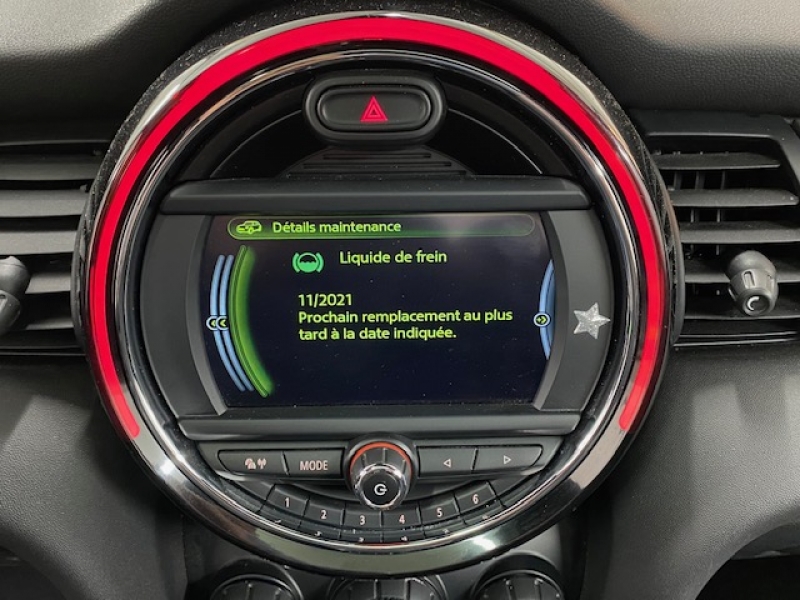 Détails maintenance
Liquide de frein
11/2021
Prochain remplacement au plus
tard à la date indiquée.
MODE
1 2 3 4 5 6